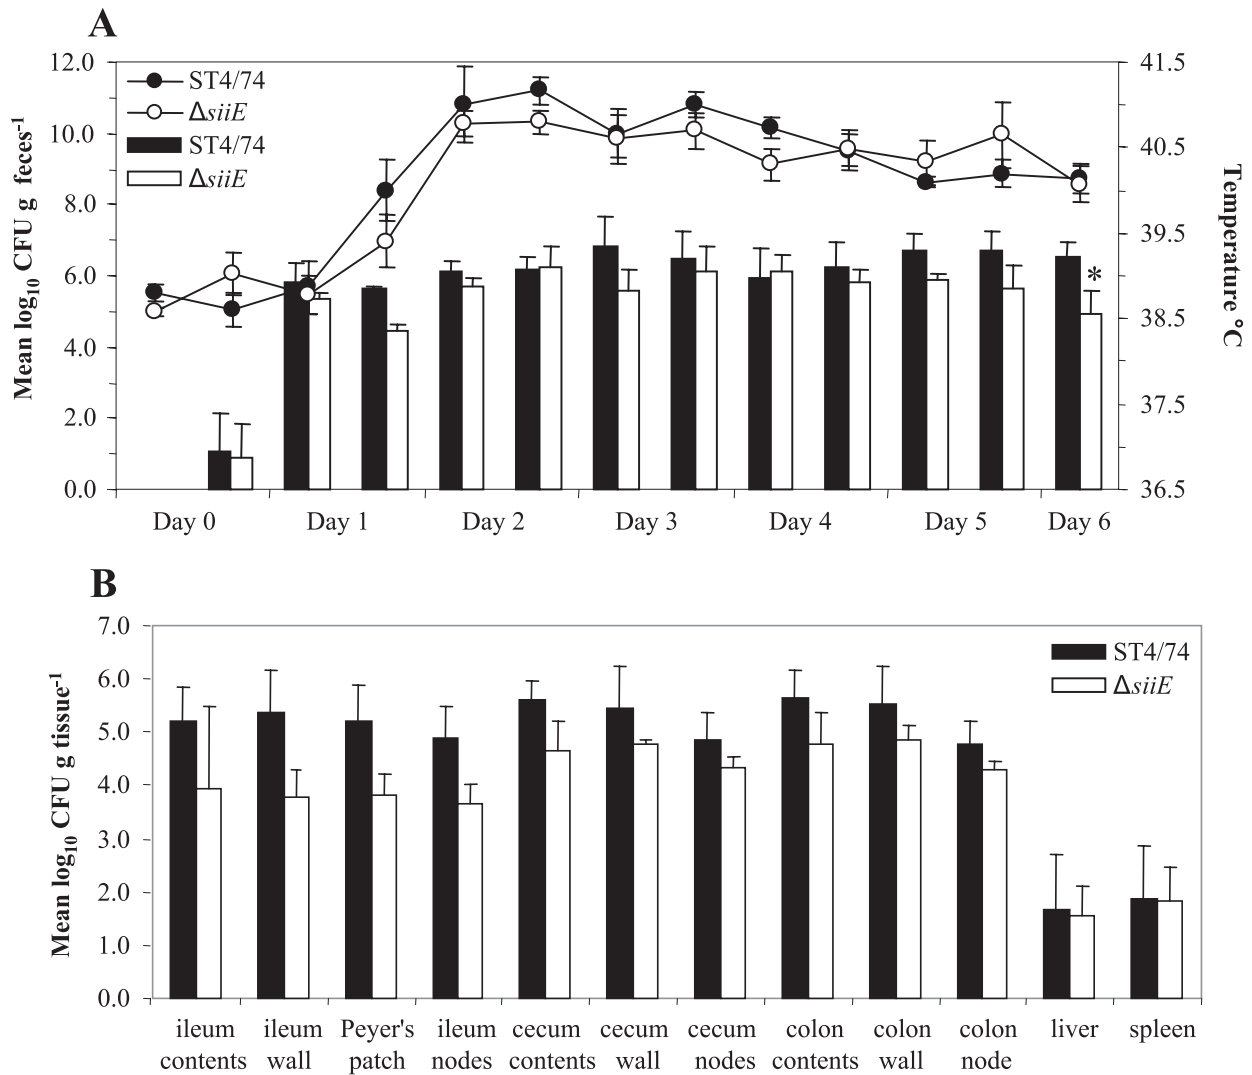 A
12.0
10.0
8.0
6.0
4.0
2.0
0.0
Mean log10 CFU g feces-1
ST4/74
ΔsiiE
ST4/74
ΔsiiE
*
41.5
40.5
39.5
38.5
37.5
36.5
Temperature °C
Day 0 Day 1 Day 2 Day 3 Day 4 Day 5 Day 6
B
7.0
6.0
5.0
4.0
3.0
2.0
1.0
0.0
Mean log10 CFU g tissue-1
ST4/74
ΔsiiE
ileum contents
ileum wall
Peyer's patch
ileum nodes
cecum contents
cecum wall
cecum nodes
colon contents
colon wall
colon node
liver
spleen